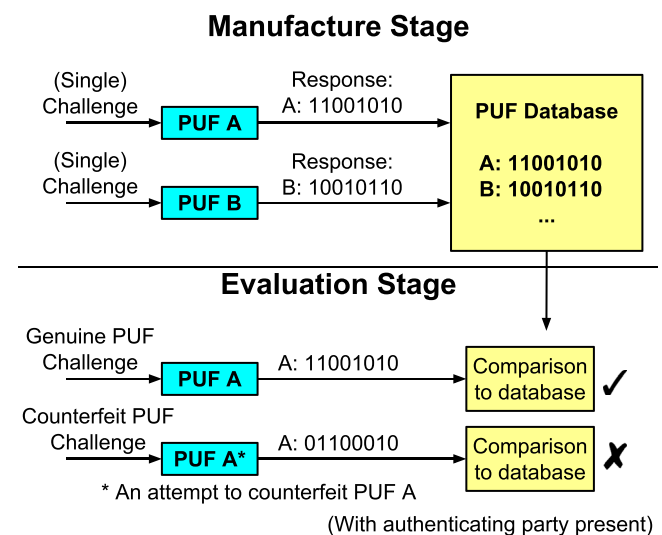 Manufacture Stage
(Single)
Challenge
PUF A
Response:
A: 11001010
(Single)
Challenge
PUF B
Response:
B: 10010110
PUF Database
A: 11001010
B: 10010110
...
Evaluation Stage
Genuine PUF
Challenge
PUF A
A: 11001010
Comparison
to database
✓
Counterfeit PUF
Challenge
PUF A*
A: 01100010
Comparison
to database
✗
* An attempt to counterfeit PUF A
(With authenticating party present)